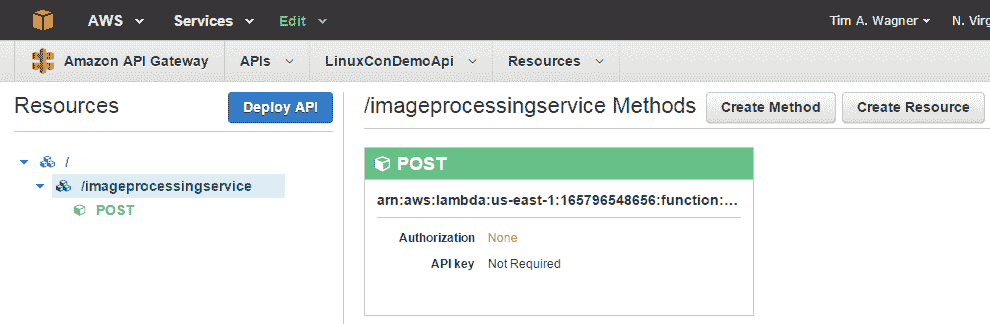 AWS Services Edit Tim A. Wagner N. Virg
Amazon API Gateway APIs LinuxConDemoApi Resources
Resources Deploy API /imageprocessingservice Methods Create Method Create Resource
/
/imageprocessingservice
POST
POST
arn:aws:lambda:us-east-1:165796548656:function:...
Authorization None
API key Not Required